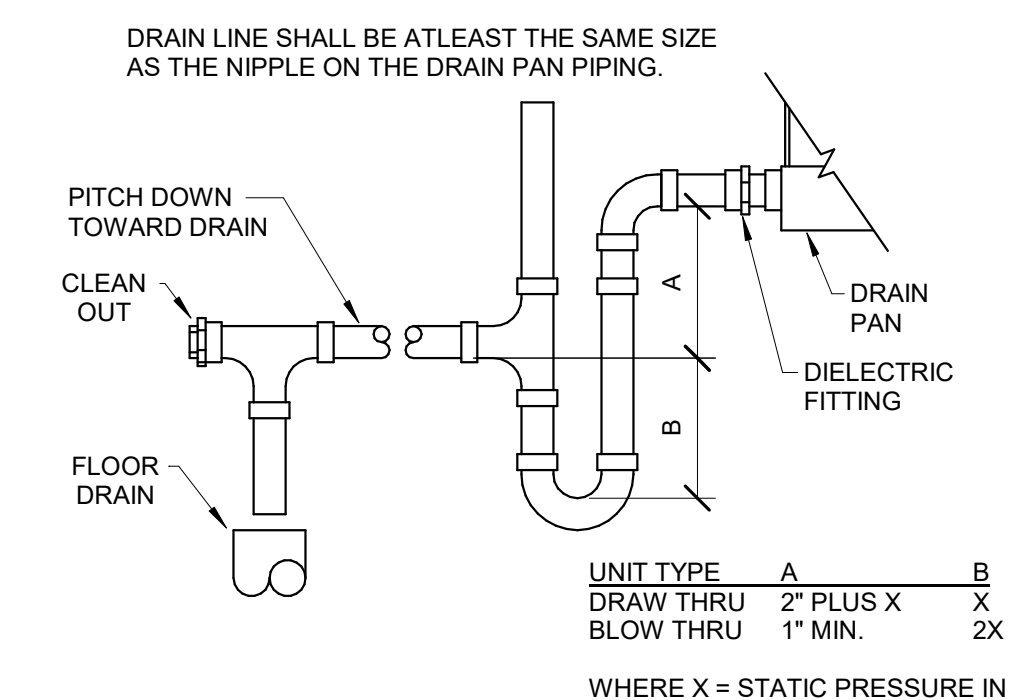 DRAIN LINE SHALL BE ATLEAST THE SAME SIZE
AS THE NIPPLE ON THE DRAIN PAN PIPING.
PITCH DOWN
TOWARD DRAIN
CLEAN
OUT
FLOOR
DRAIN
A
B
DRAIN
PAN
DIELECTRIC
FITTING
UNIT TYPE A B
DRAW THRU 2" PLUS X X
BLOW THRU 1" MIN. 2X
WHERE X = STATIC PRESSURE IN